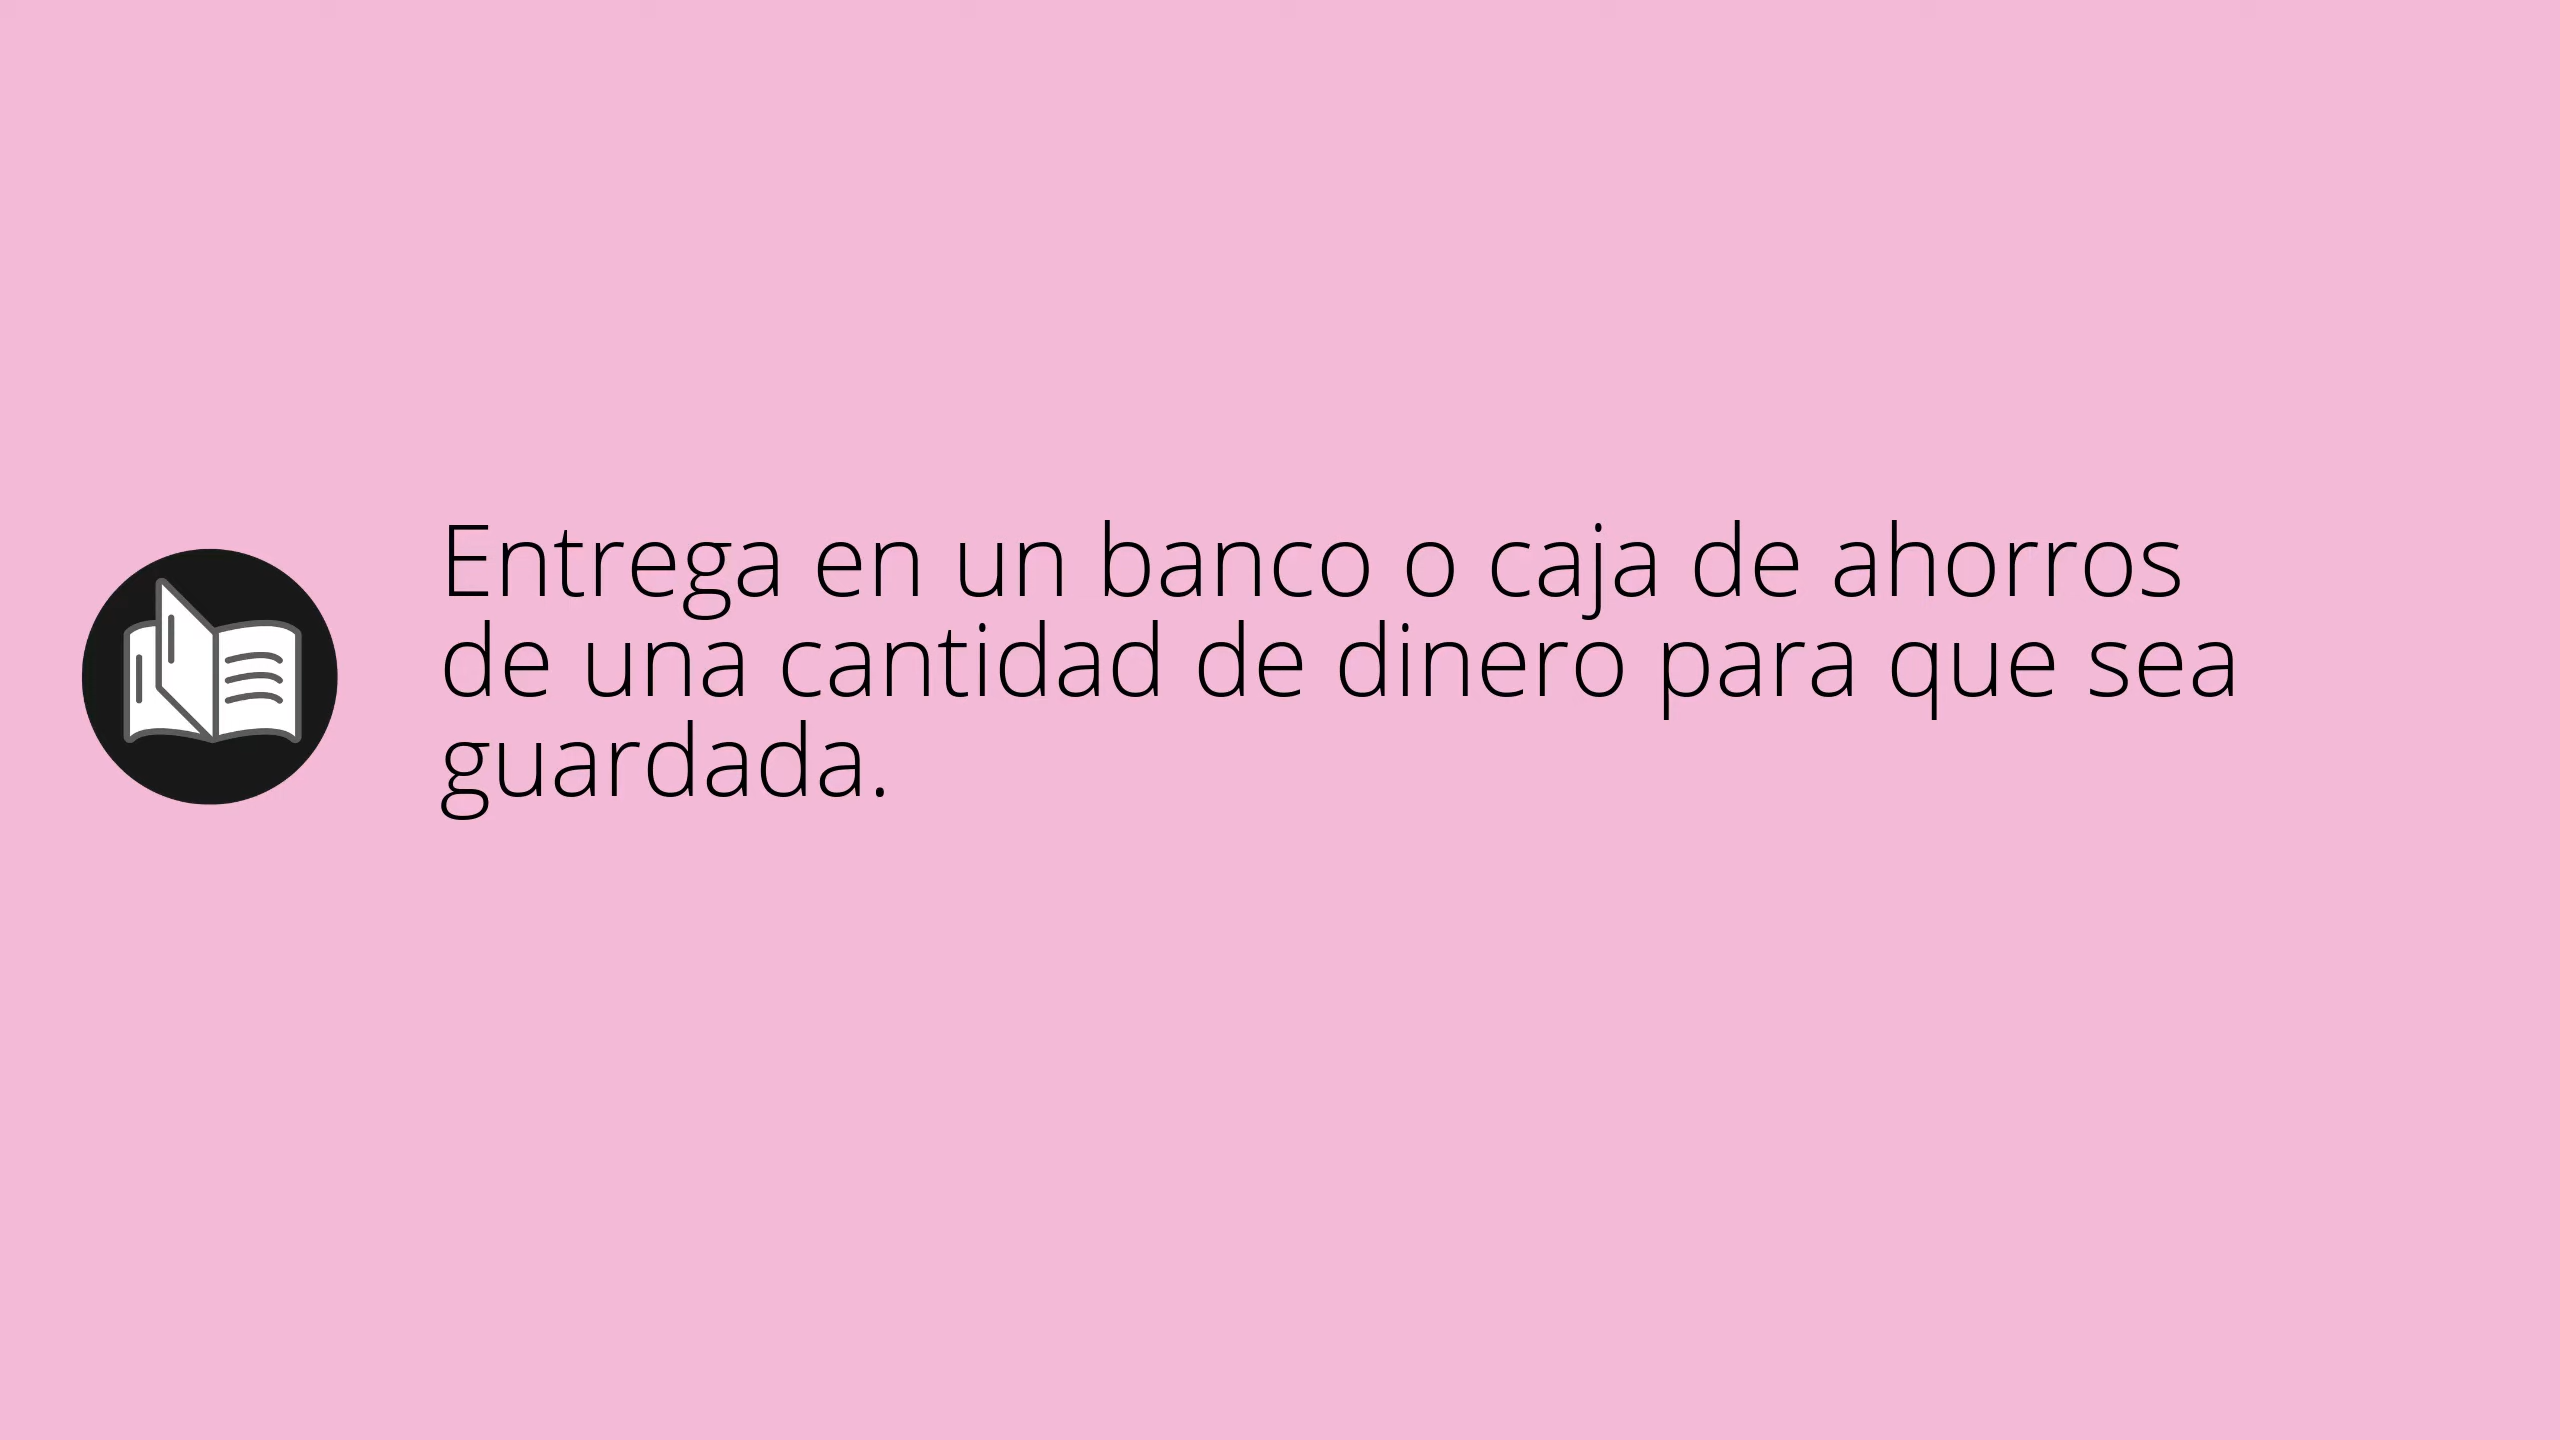 Entrega en un banco o caja de ahorros
de una cantidad de dinero para que sea
guardada.